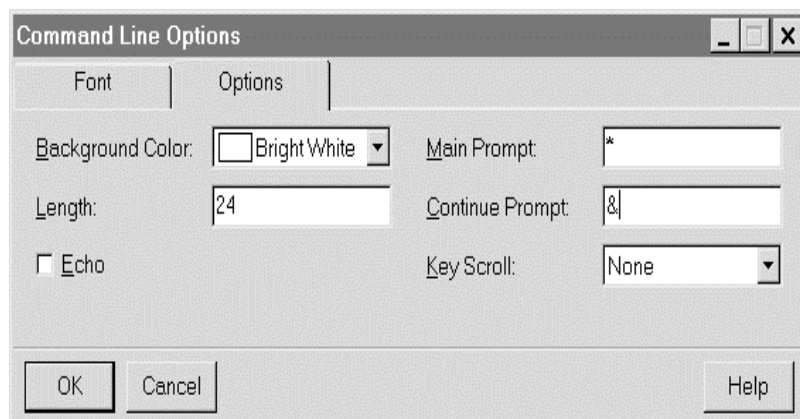 Command Line Options
Font Options
Background Color: Bright White Main Prompt: *
Length: 24 Continue Prompt: &
Echo Key Scroll: None
OK Cancel Help